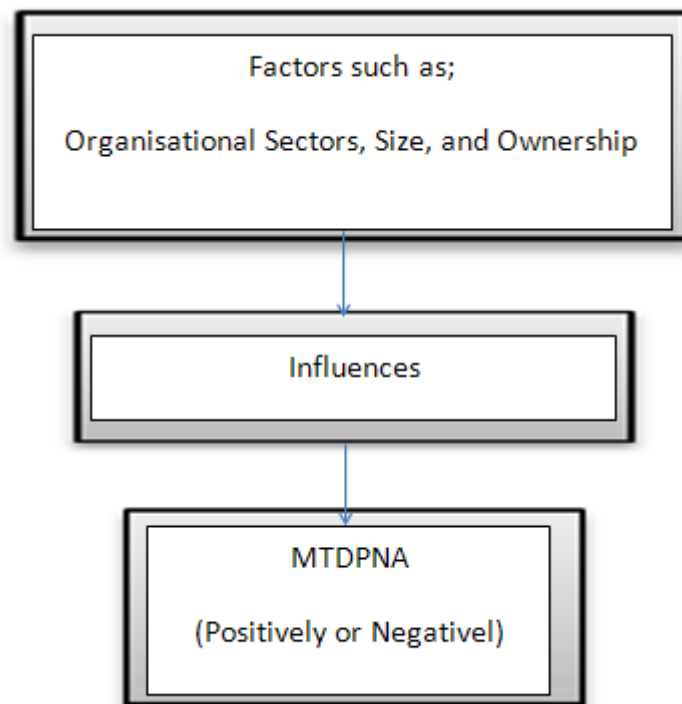 Factors such as;
Organisational Sectors, Size, and Ownership
Influences
MTDPNA
(Positively or Negativel)